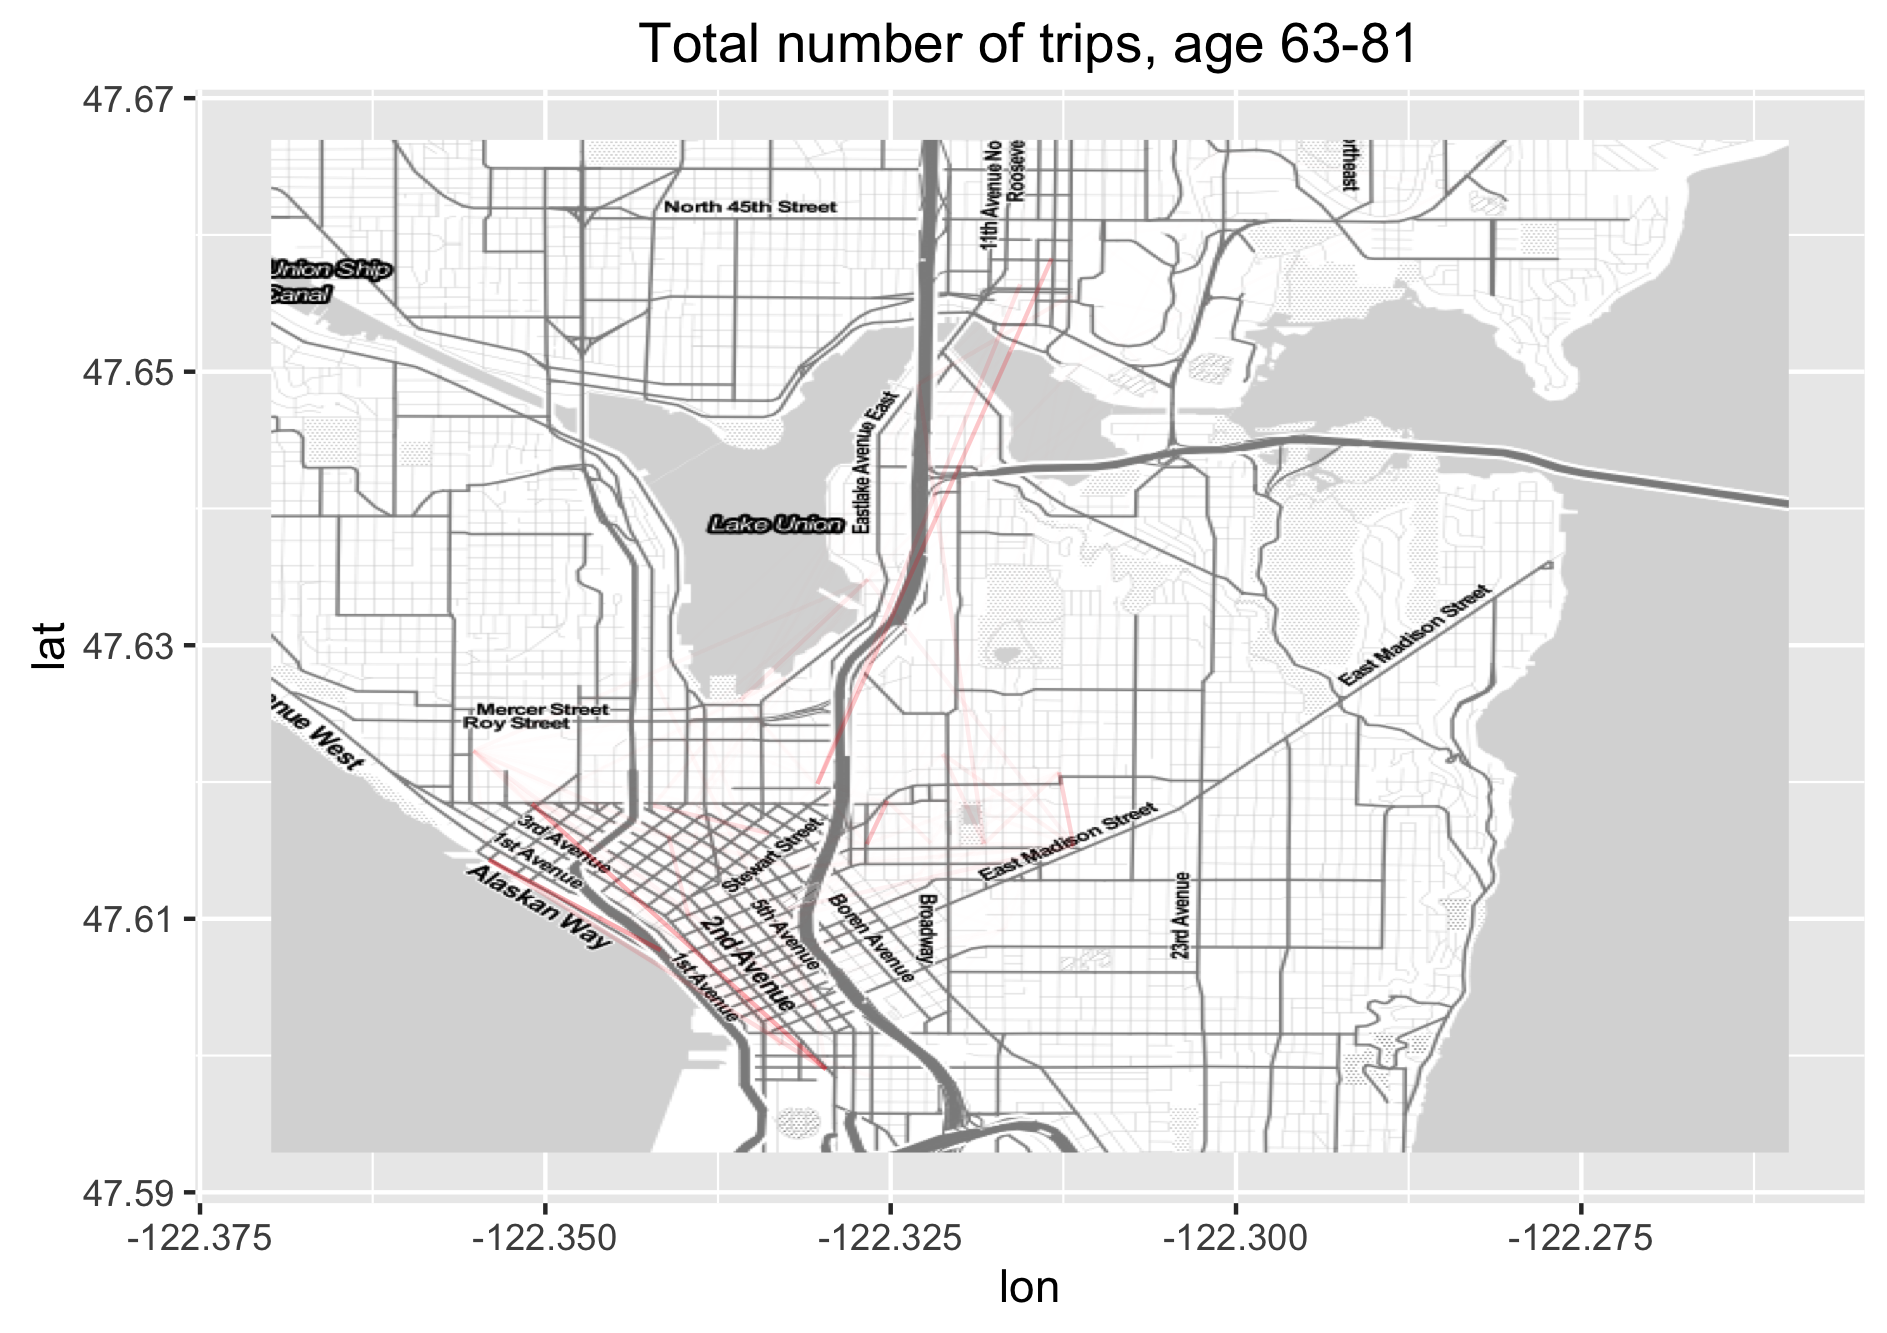 Total number of trips, age 63-81
47.67
47.65
47.63
47.61
47.59
lat
-122.375
-122.350
-122.325
-122.300
-122.275
lon
11th Avenue No
Rooseve
rtheast
North 45th Street
Union Ship
Canal
Eastlake Avenue East
Lake Union
East Madison Street
Mercer Street
Roy Street
enue West
3rd Avenue
1st Avenue
Alaskan Way
Stewart Street
East Madison Street
5th Avenue
2nd Avenue
1st Avenue
Boren Avenue
Broadway
23rd Avenue